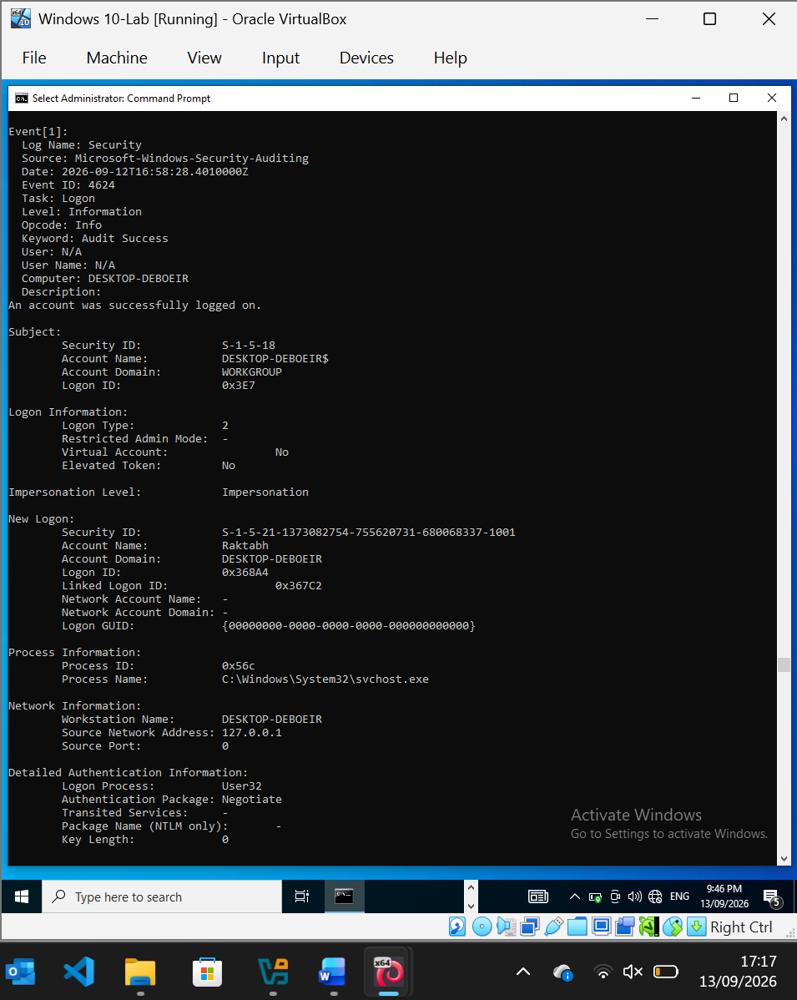 Windows 10-Lab [Running] - Oracle VirtualBox
File Machine View Input Devices Help
Select Administrator: Command Prompt
Event[1]:
Log Name: Security
Source: Microsoft-Windows-Security-Auditing
Date: 2026-09-12T16:58:28.4010000Z
Event ID: 4624
Task: Logon
Level: Information
Opcode: Info
Keyword: Audit Success
User: N/A
User Name: N/A
Computer: DESKTOP-DEBOEIR
Description:
An account was successfully logged on.
Subject:
Security ID: S-1-5-18
Account Name: DESKTOP-DEBOEIR$
Account Domain: WORKGROUP
Logon ID: 0x3E7
Logon Information:
Logon Type: 2
Restricted Admin Mode: -
Virtual Account: No
Elevated Token: No
Impersonation Level: Impersonation
New Logon:
Security ID: S-1-5-21-1373082754-755620731-680068337-1001
Account Name: Raktabh
Account Domain: DESKTOP-DEBOEIR
Logon ID: 0x368A4
Linked Logon ID: 0x367C2
Network Account Name: -
Network Account Domain: -
Logon GUID: {00000000-0000-0000-0000-000000000000}
Process Information:
Process ID: 0x56c
Process Name: C:\Windows\System32\svchost.exe
Network Information:
Workstation Name: DESKTOP-DEBOEIR
Source Network Address: 127.0.0.1
Source Port: 0
Detailed Authentication Information:
Logon Process: User32
Authentication Package: Negotiate
Transited Services: -
Package Name (NTLM only): -
Key Length: 0
Activate Windows
Go to Settings to activate Windows.
Type here to search
ENG
9:46 PM
13/09/2026
5
Right Ctrl
17:17
13/09/2026